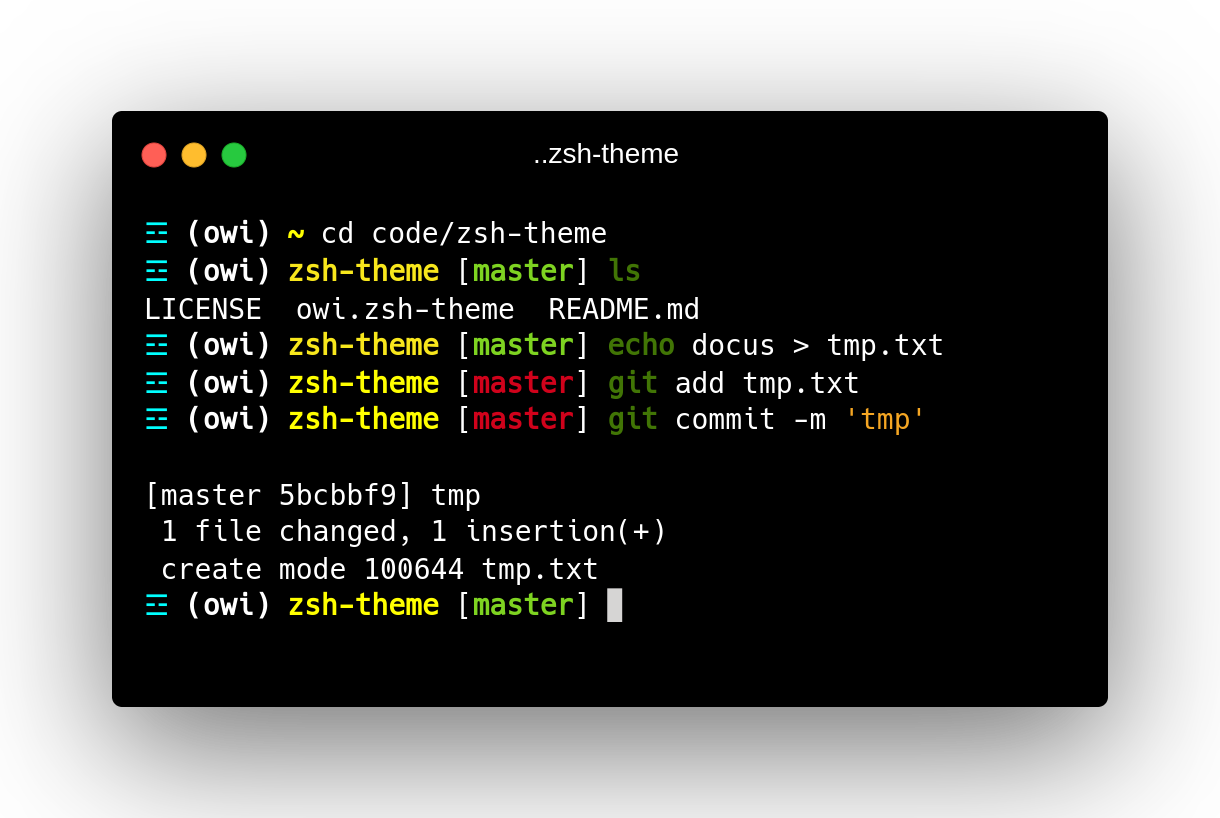 ..zsh-theme
☲ (owi) ~ cd code/zsh-theme
☲ (owi) zsh-theme [master] ls
LICENSE  owi.zsh-theme  README.md
☲ (owi) zsh-theme [master] echo docus > tmp.txt
☲ (owi) zsh-theme [master] git add tmp.txt
☲ (owi) zsh-theme [master] git commit -m 'tmp'
[master 5bcbbf9] tmp
 1 file changed, 1 insertion(+)
 create mode 100644 tmp.txt
☲ (owi) zsh-theme [master]